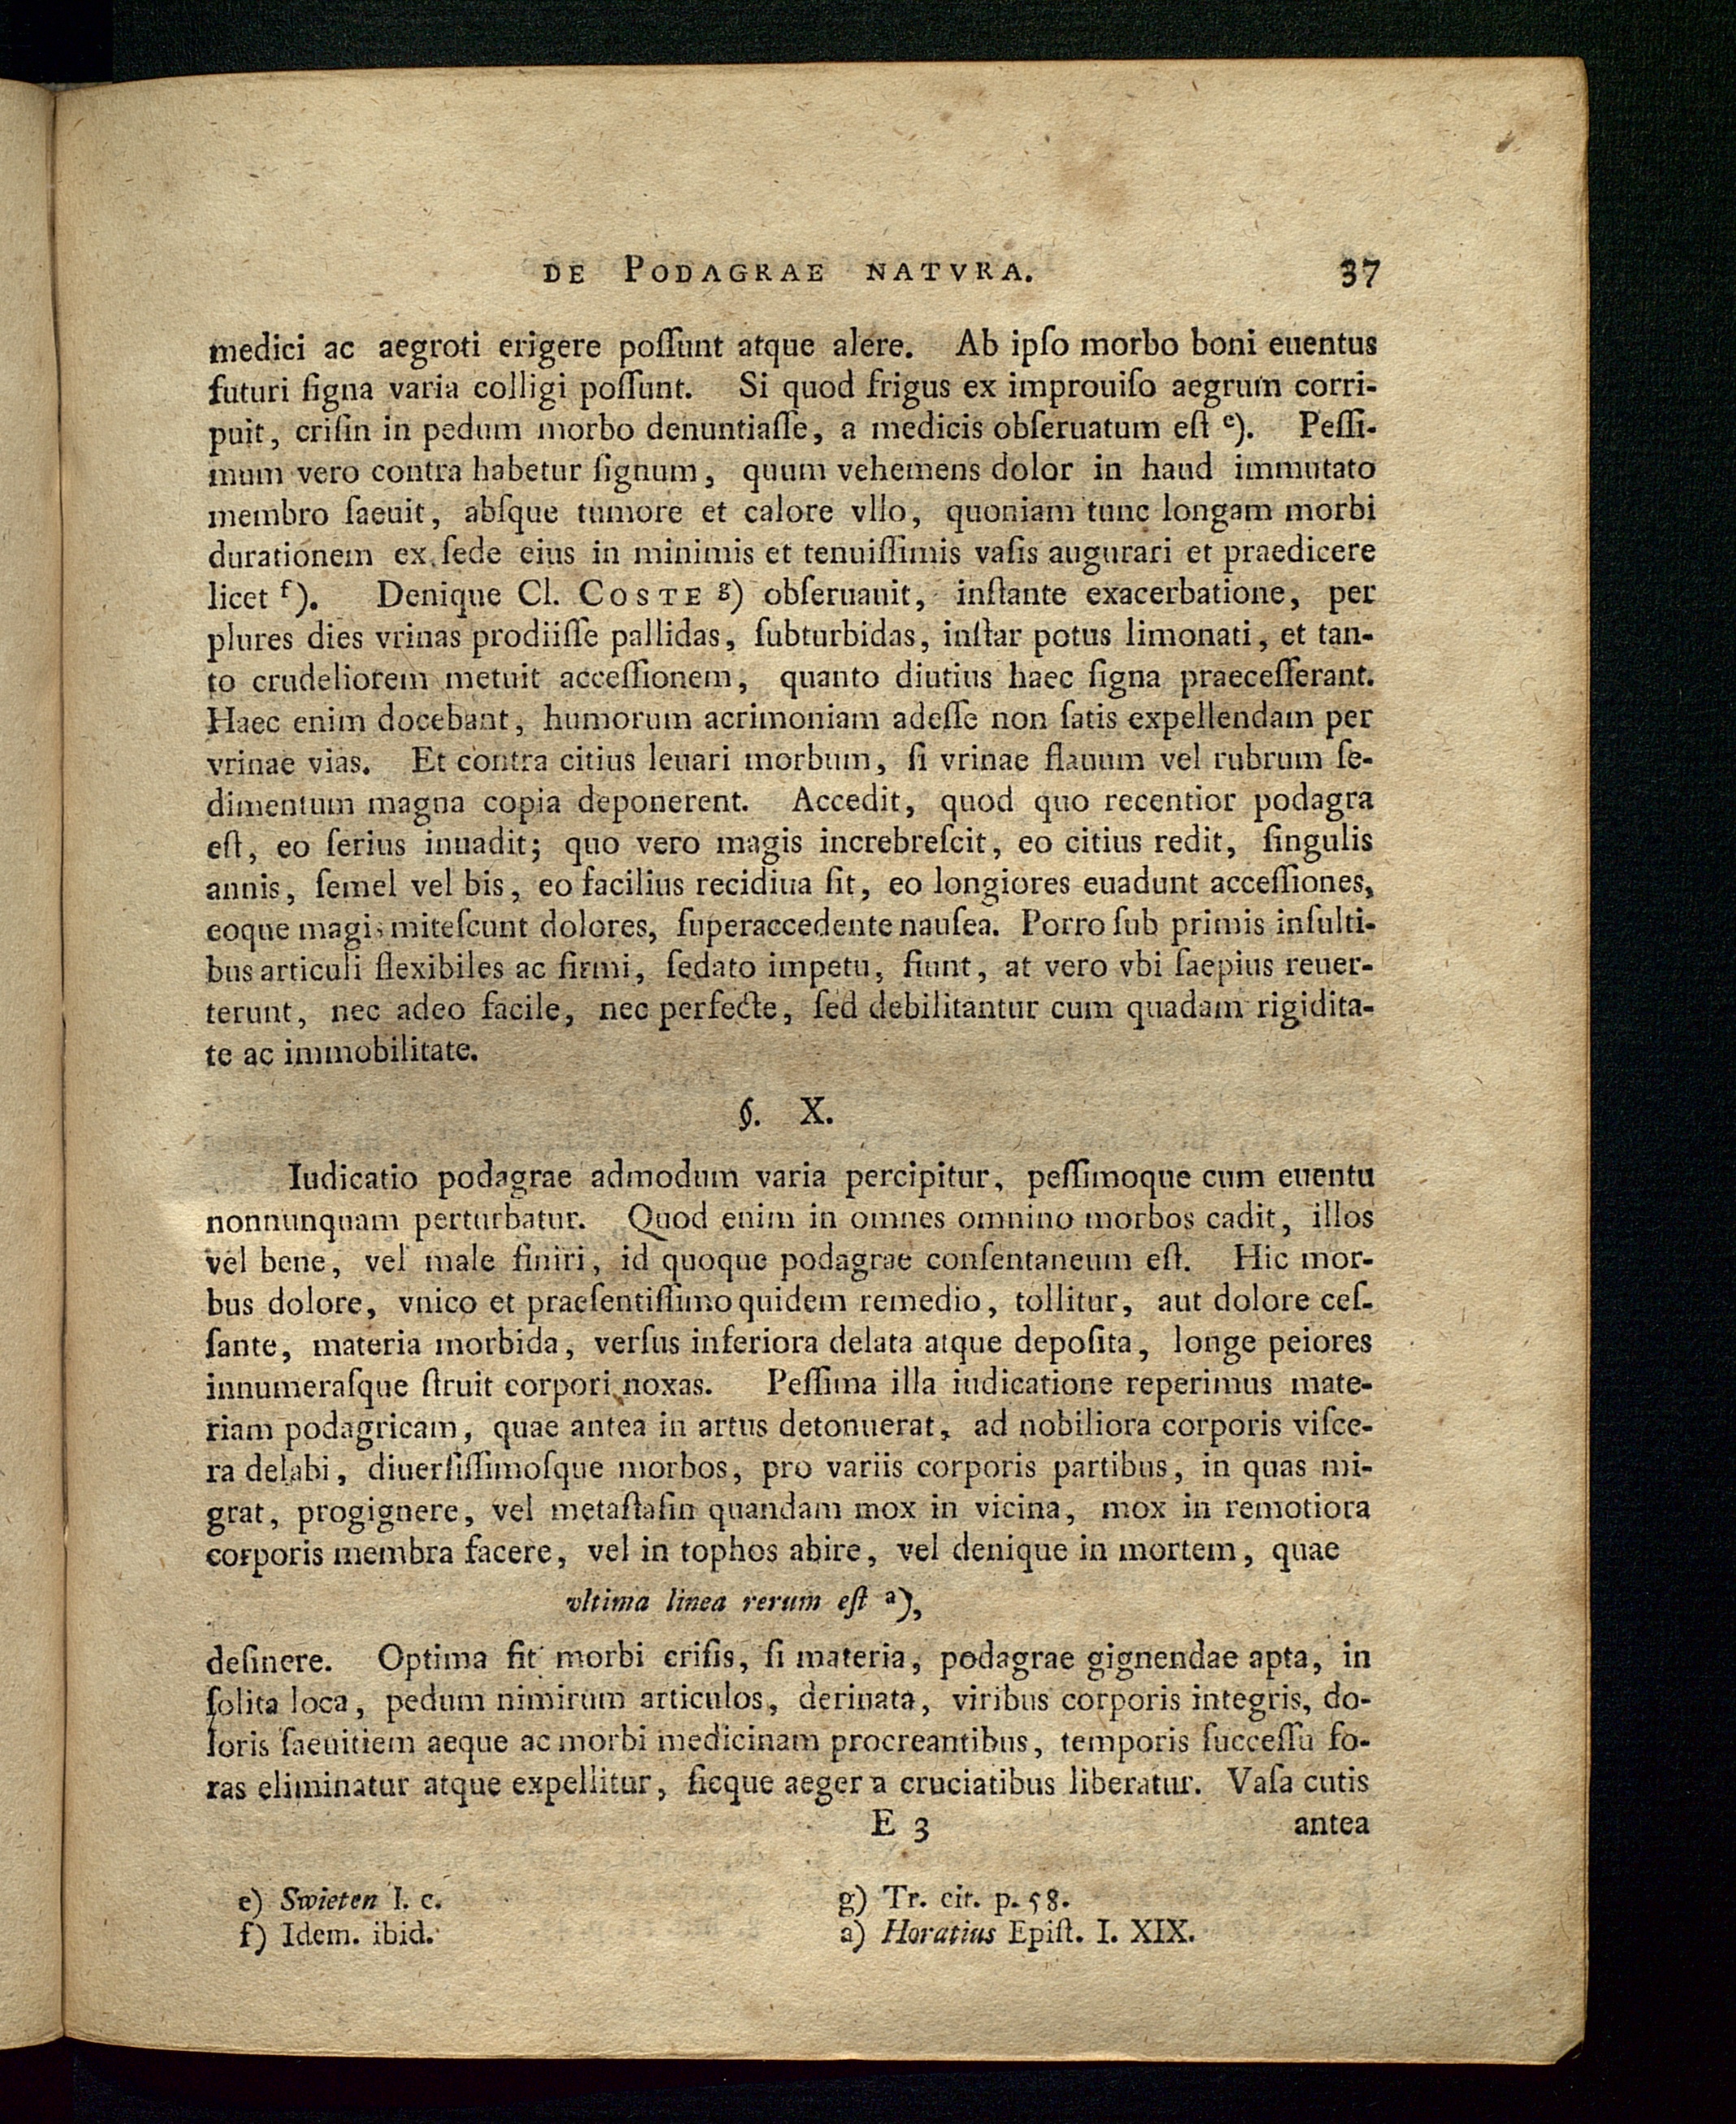 DE PODAGRAE NATVRA. 37
medici ac aegroti erigere poſſunt atque alere. Ab ipſo morbo boni euentus
futuri ſigna varia colligi poſſunt. Si quod frigus ex improuiſo aegrum corri-
puit, criſin in pedum morbo denuntiaſſe, a medicis obſeruatum eſt e). Peſſi-
mum vero contra habetur ſignum, quum vehemens dolor in haud immutato
membro ſaeuit, abſque tumore et calore vllo, quoniam tunc longam morbi
durationem ex ſede eius in minimis et tenuiſſimis vaſis augurari et praedicere
licet f). Denique Cl. COSTE g) obſeruauit, inſtante exacerbatione, per
plures dies vrinas prodiiſſe pallidas, ſubturbidas, inſtar potus limonati, et tan-
to crudeliorem metuit acceſſionem, quanto diutius haec ſigna praeceſſerant.
Haec enim docebant, humorum acrimoniam adeſſe non ſatis expellendam per
vrinae vias. Et contra citius leuari morbum, ſi vrinae flauum vel rubrum ſe-
dimentum magna copia deponerent. Accedit, quod quo recentior podagra
eſt, eo ſerius inuadit; quo vero magis increbreſcit, eo citius redit, ſingulis
annis, ſemel vel bis, eo facilius recidiua fit, eo longiores euadunt acceſſiones,
eoque magis miteſcunt dolores, ſuperaccedente nauſea. Porro ſub primis inſulti-
bus articuli flexibiles ac firmi, ſedato impetu, fiunt, at vero vbi ſaepius reuer-
terunt, nec adeo facile, nec perfecte, ſed debilitantur cum quadam rigidita-
te ac immobilitate.
§. X.
Iudicatio podagrae admodum varia percipitur, peſſimoque cum euentu
nonnunquam perturbatur. Quod enim in omnes omnino morbos cadit, illos
vel bene, vel male finiri, id quoque podagrae conſentaneum eſt. Hic mor-
bus dolore, vnico et praeſentiſſimo quidem remedio, tollitur, aut dolore ceſ-
ſante, materia morbida, verſus inferiora delata atque depoſita, longe peiores
innumeraſque ſtruit corpori noxas. Peſſima illa iudicatione reperimus mate-
riam podagricam, quae antea in artus detonuerat, ad nobiliora corporis viſce-
ra delabi, diuerſiſſimoſque morbos, pro variis corporis partibus, in quas mi-
grat, progignere, vel metaſtaſin quandam mox in vicina, mox in remotiora
corporis membra facere, vel in tophos abire, vel denique in mortem, quae
vltima linea rerum eſt a),
deſinere. Optima fit morbi criſis, ſi materia, podagrae gignendae apta, in
ſolita loca, pedum nimirum articulos, deriuata, viribus corporis integris, do-
loris ſaeuitiem aeque ac morbi medicinam procreantibus, temporis ſucceſſu fo-
ras eliminatur atque expellitur, ſicque aeger a cruciatibus liberatur. Vaſa cutis
E 3 antea
e) Swieten l. c.
f) Idem. ibid.
g) Tr. cit. p. 58.
a) Horatius Epiſt. I. XIX.